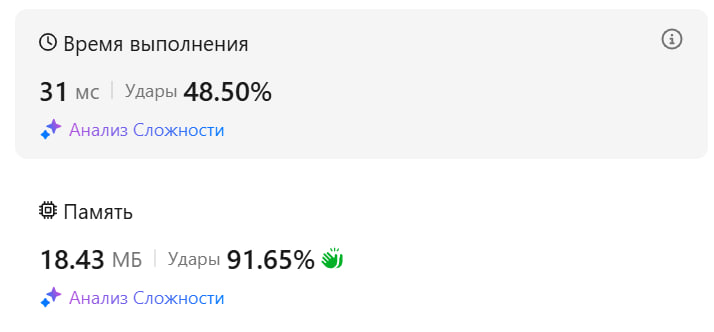 Время выполнения
31 мс Удары 48.50%
Анализ Сложности
Память
18.43 МБ Удары 91.65%
Анализ Сложности